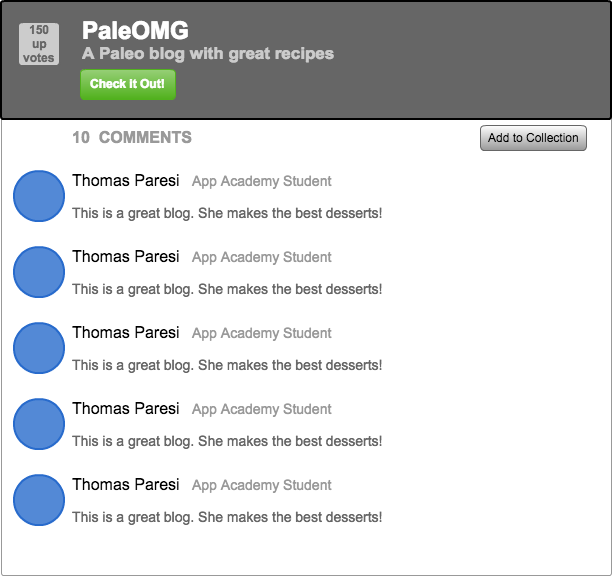 150
up
votes
PaleOMG
A Paleo blog with great recipes
Check It Out!
10 COMMENTS
Add to Collection
Thomas Paresi App Academy Student
This is a great blog. She makes the best desserts!
Thomas Paresi App Academy Student
This is a great blog. She makes the best desserts!
Thomas Paresi App Academy Student
This is a great blog. She makes the best desserts!
Thomas Paresi App Academy Student
This is a great blog. She makes the best desserts!
Thomas Paresi App Academy Student
This is a great blog. She makes the best desserts!